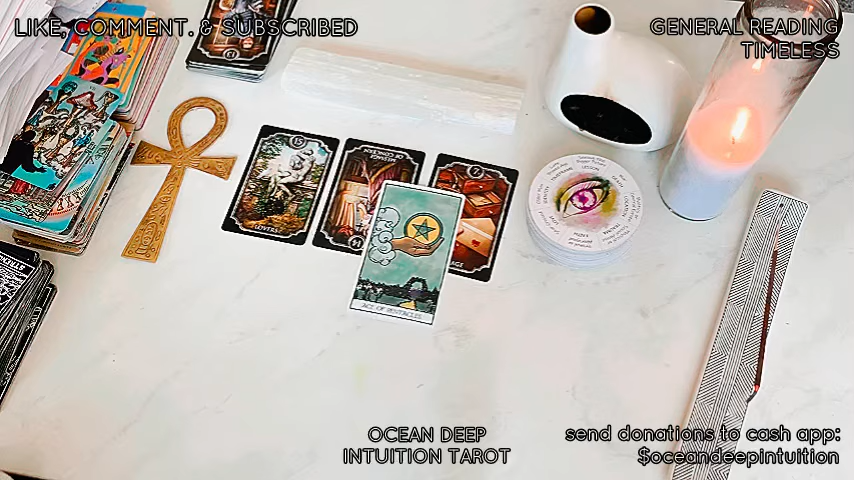 LIKE, COMMENT. & SUBSCRIBED
GENERAL READING
TIMELESS
LOVERS
ACE OF PENTACLES
OCEAN DEEP
INTUITION TAROT
send donations to cash app:
$oceandeepintuition